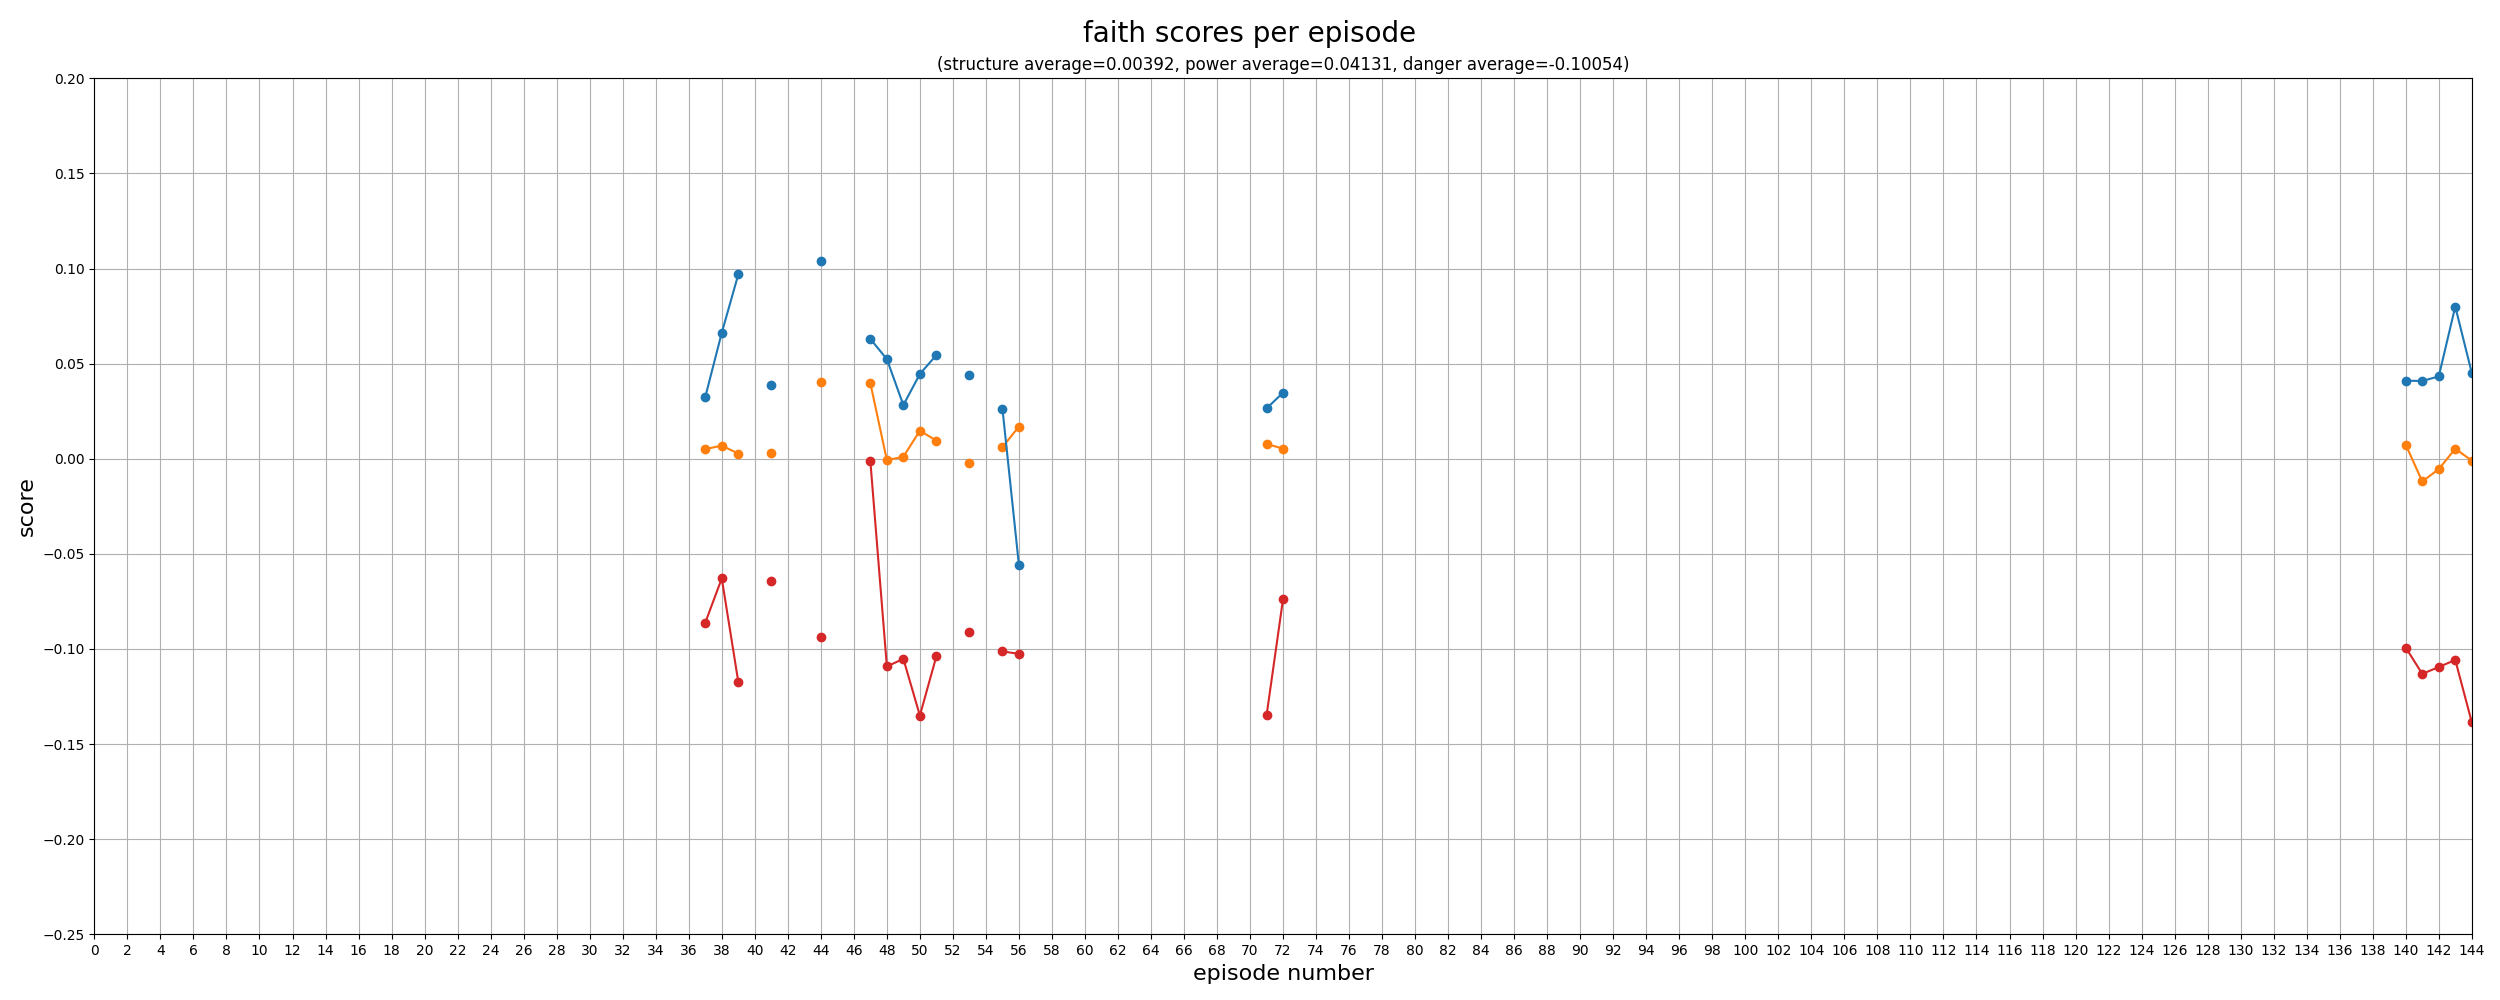 faith scores per episode
(structure average=0.00392, power average=0.04131, danger average=-0.10054)
0.20
0.15
0.10
0.05
0.00
−0.05
−0.10
−0.15
−0.20
−0.25
score
0 2 4 6 8 10 12 14 16 18 20 22 24 26 28 30 32 34 36 38 40 42 44 46 48 50 52 54 56 58 60 62 64 66 68 70 72 74 76 78 80 82 84 86 88 90 92 94 96 98 100 102 104 106 108 110 112 114 116 118 120 122 124 126 128 130 132 134 136 138 140 142 144
episode number